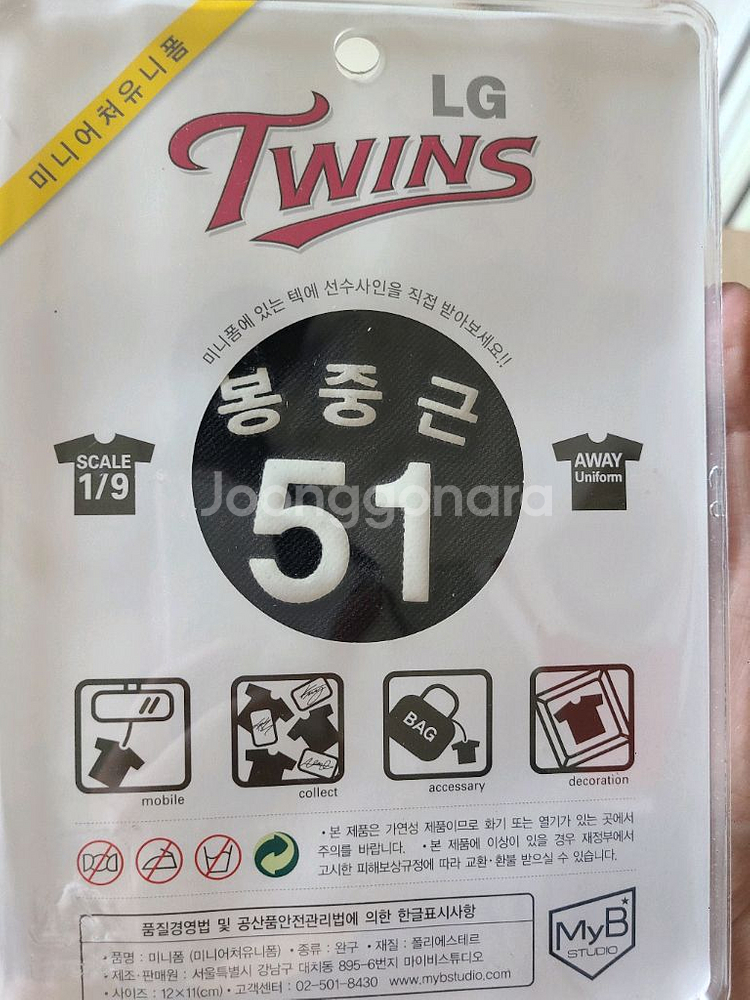 미니어쳐유니폼
LG
TWINS
미니폼에 있는 텍에 선수사인을 직접 받아보세요!!
봉중근
51
SCALE
1/9
AWAY
Uniform
Joonggonara
BAG
mobile
collect
accessary
decoration
• 본 제품은 가연성 제품이므로 화기 또는 열기가 있는 곳에서
주의를 바랍니다. • 본 제품에 이상이 있을 경우 재정부에서
고시한 피해보상규정에 따라 교환·환불 받으실 수 있습니다.
품질경영법 및 공산품안전관리법에 의한 한글표시사항
• 품명 : 미니폼 (미니어쳐유니폼) • 종류 : 완구 • 재질 : 폴리에스테르
• 제조·판매원 : 서울특별시 강남구 대치동 895-6번지 마이비스튜디오
• 사이즈 : 12×11(cm) • 고객센터 : 02-501-8430 www.mybstudio.com
MyB
STUDIO